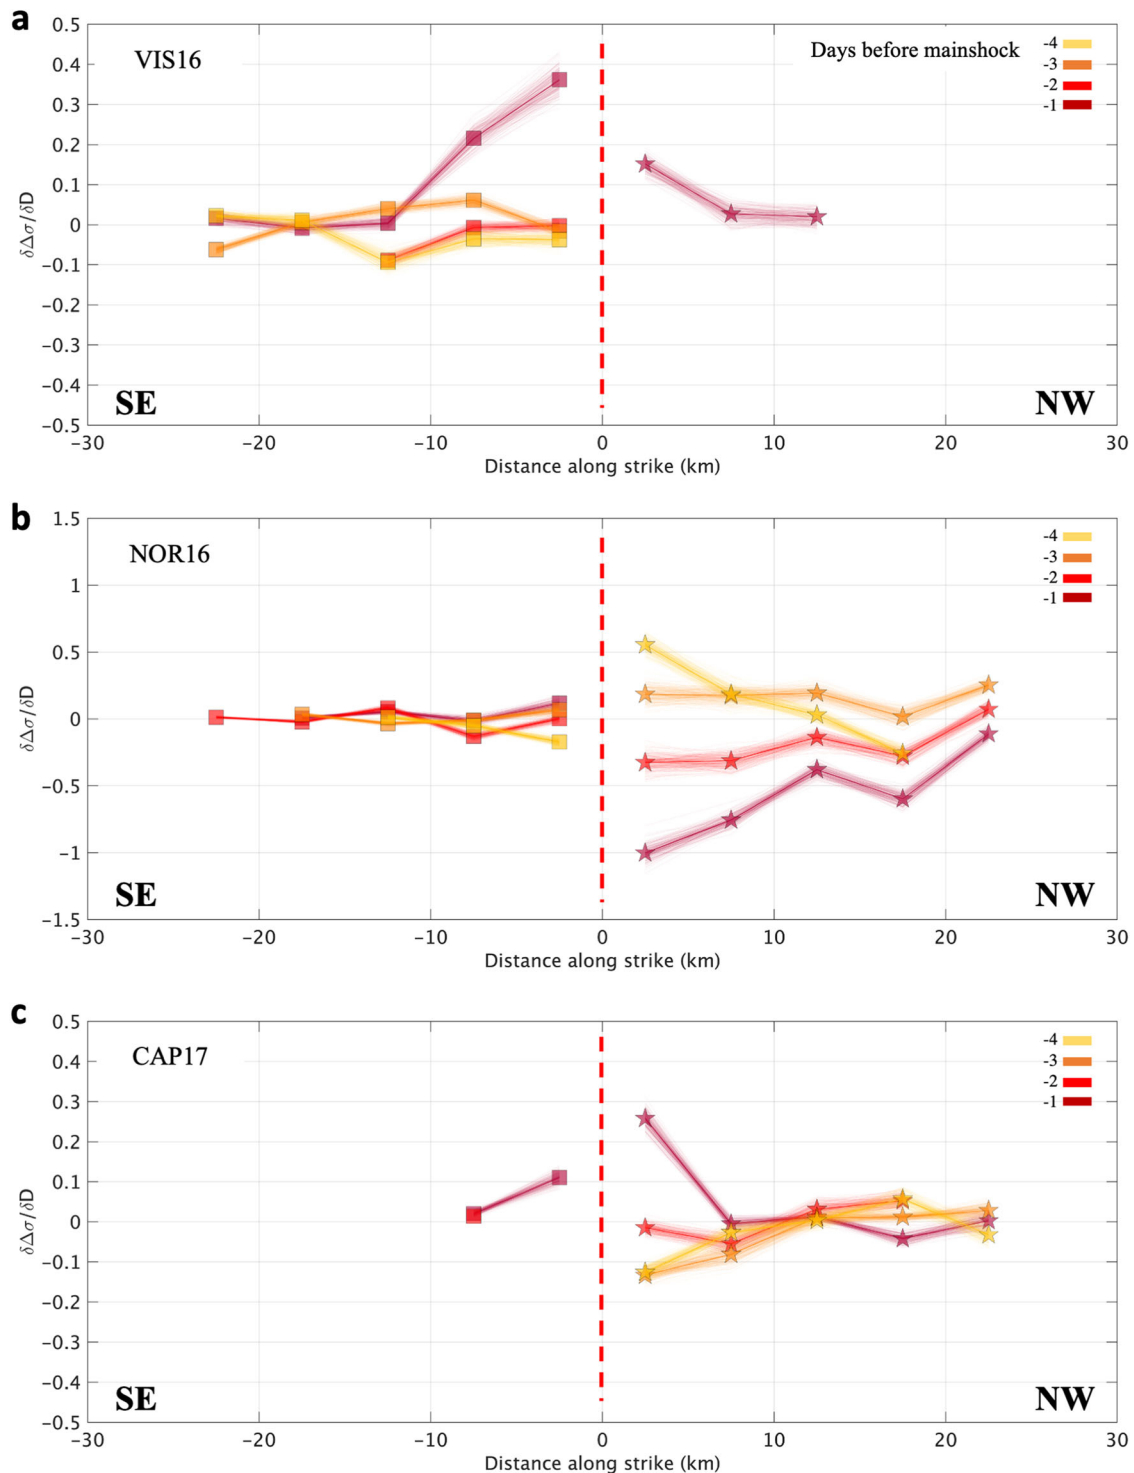 a
0.5
VIS16
Days before mainshock
-4
-3
-2
-1
0.4
0.3
0.2
0.1
0
−0.1
−0.2
−0.3
−0.4
−0.5
δΔσ/δD
SE
NW
−30 −20 −10 0 10 20 30
Distance along strike (km)
b
1.5
NOR16
-4
-3
-2
-1
1
0.5
0
−0.5
−1
−1.5
δΔσ/δD
SE
NW
−30 −20 −10 0 10 20 30
Distance along strike (km)
c
0.5
CAP17
-4
-3
-2
-1
0.4
0.3
0.2
0.1
0
−0.1
−0.2
−0.3
−0.4
−0.5
δΔσ/δD
SE
NW
−30 −20 −10 0 10 20 30
Distance along strike (km)